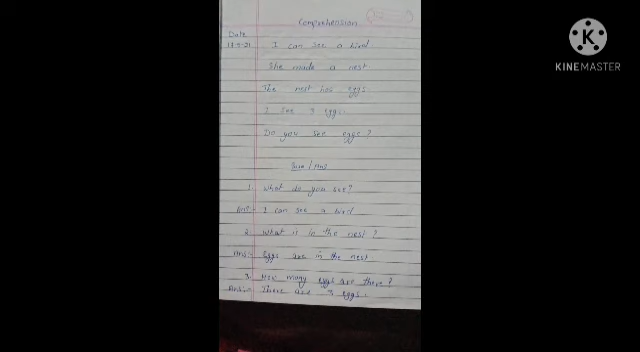 Comprehension
Date
I can see a bird.
She made a nest
The nest has eggs.
I see 3 eggs.
Do you see eggs?
Que / Ans
1. What do you see?
Ans:- I can see a bird
2. What is in the nest?
Ans:- Eggs are in the nest
3. How many eggs are there?
Ans:- There are 3 eggs.
KINEMASTER